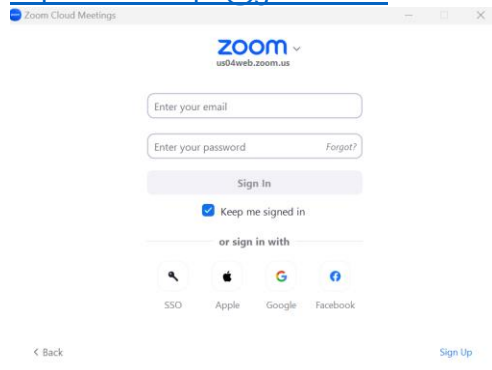 Zoom Cloud Meetings
zoom
us04web.zoom.us
Enter your email
Enter your password Forgot?
Sign In
Keep me signed in
or sign in with
SSO Apple Google Facebook
< Back Sign Up